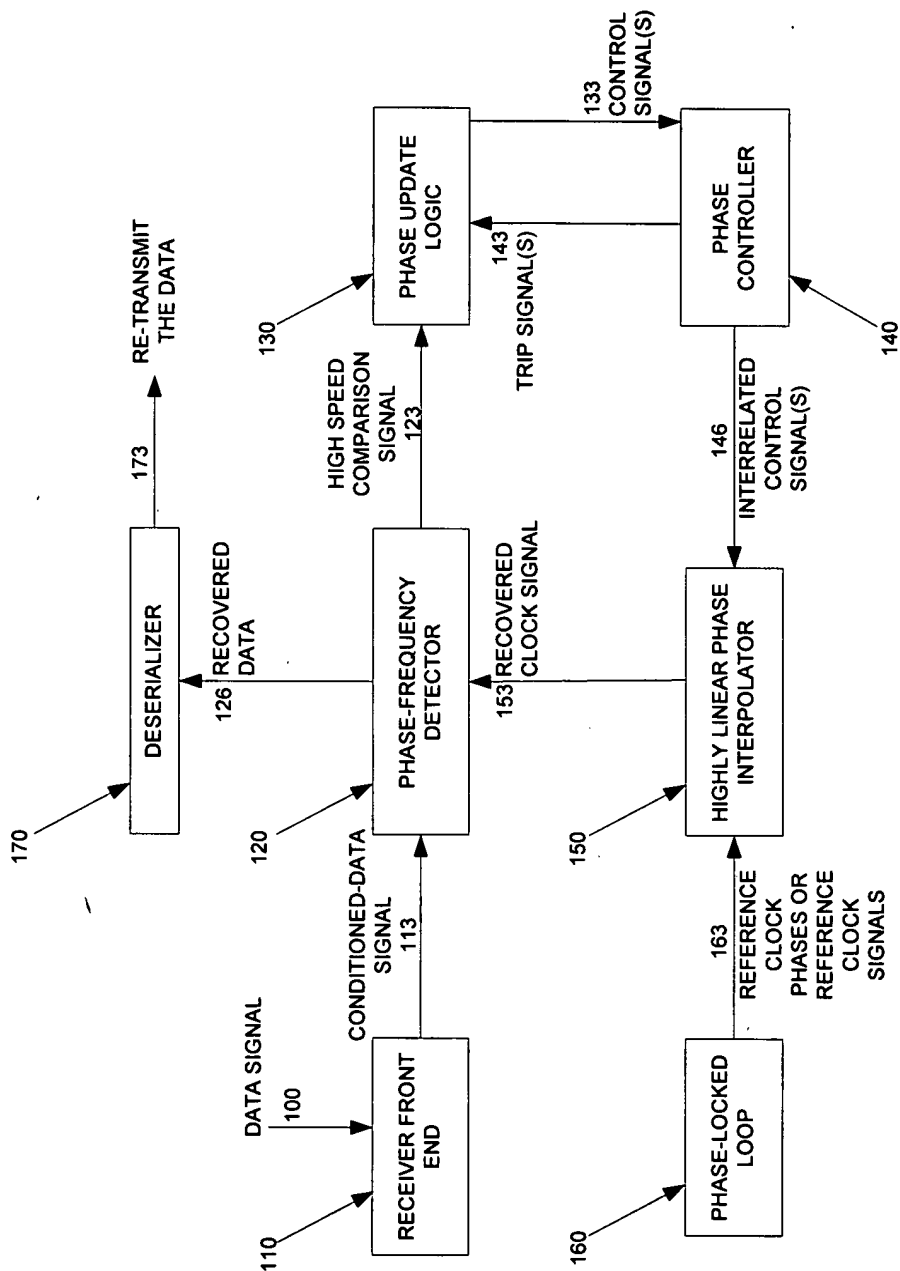 170
DESERIALIZER
173
RE-TRANSMIT
THE DATA
126
RECOVERED
DATA
DATA SIGNAL
100
110
RECEIVER FRONT
END
CONDITIONED-DATA
SIGNAL
113
120
PHASE-FREQUENCY
DETECTOR
HIGH SPEED
COMPARISON
SIGNAL
123
130
PHASE UPDATE
LOGIC
153
RECOVERED
CLOCK SIGNAL
143
TRIP SIGNAL(S)
133
CONTROL
SIGNAL(S)
160
PHASE-LOCKED
LOOP
163
REFERENCE
CLOCK
PHASES OR
REFERENCE
CLOCK
SIGNALS
150
HIGHLY LINEAR PHASE
INTERPOLATOR
146
INTERRELATED
CONTROL
SIGNAL(S)
PHASE
CONTROLLER
140